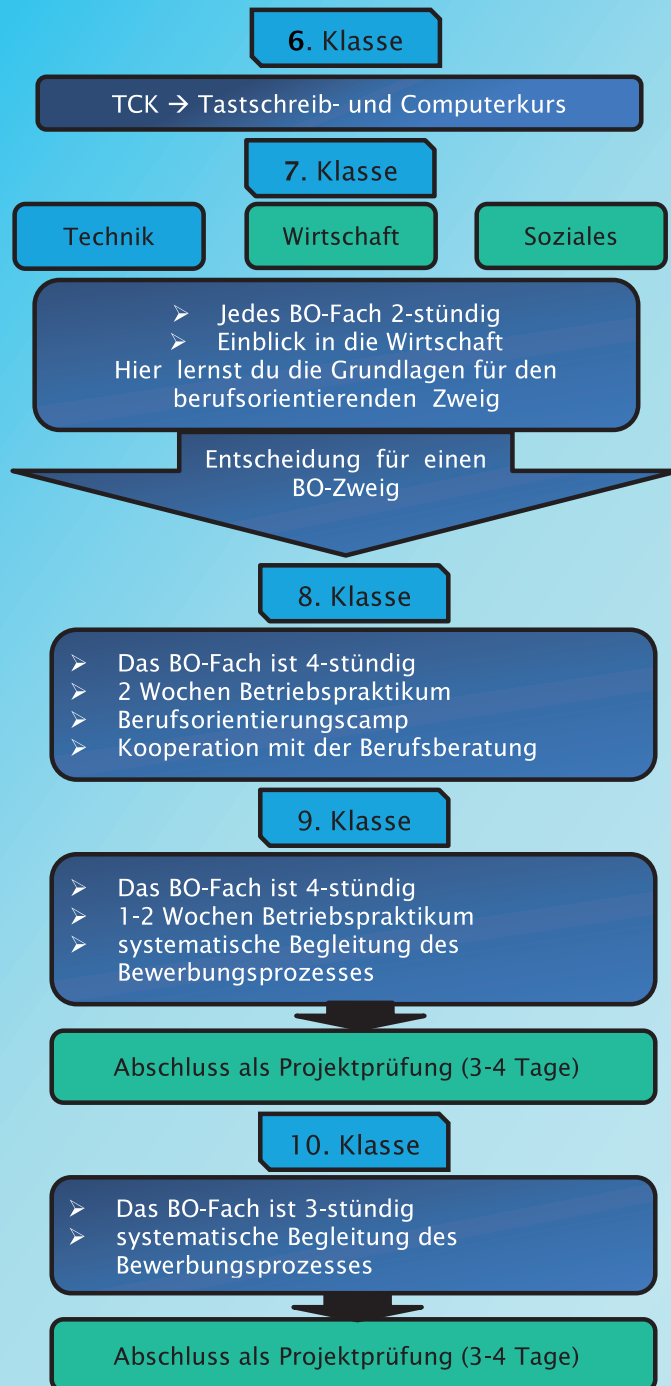 6. Klasse
TCK → Tastschreib- und Computerkurs
7. Klasse
Technik
Wirtschaft
Soziales
➢ Jedes BO-Fach 2-stündig
➢ Einblick in die Wirtschaft
Hier lernst du die Grundlagen für den
berufsorientierenden Zweig
Entscheidung für einen
BO-Zweig
8. Klasse
➢ Das BO-Fach ist 4-stündig
➢ 2 Wochen Betriebspraktikum
➢ Berufsorientierungscamp
➢ Kooperation mit der Berufsberatung
9. Klasse
➢ Das BO-Fach ist 4-stündig
➢ 1-2 Wochen Betriebspraktikum
➢ systematische Begleitung des
Bewerbungsprozesses
Abschluss als Projektprüfung (3-4 Tage)
10. Klasse
➢ Das BO-Fach ist 3-stündig
➢ systematische Begleitung des
Bewerbungsprozesses
Abschluss als Projektprüfung (3-4 Tage)